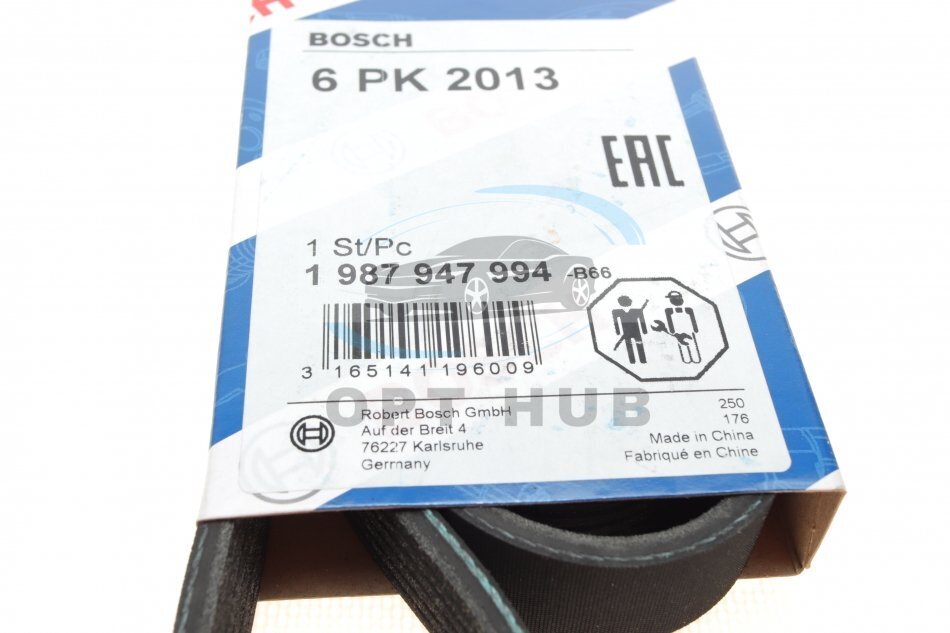 BOSCH
6 PK 2013
EAC
1 St/Pc
1 987 947 994 -B66
3 165141 196009
OPT HUB
Robert Bosch GmbH
Auf der Breit 4
76227 Karlsruhe
Germany
250
176
Made in China
Fabriqué en Chine